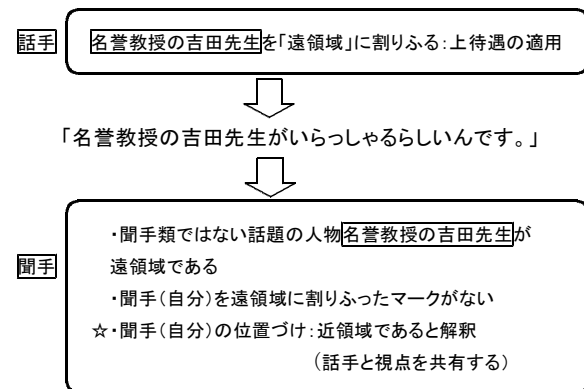 話手 名誉教授の吉田先生を「遠領域」に割りふる:上待遇の適用
「名誉教授の吉田先生がいらっしゃるらしいんです。」
・聞手類ではない話題の人物名誉教授の吉田先生が
聞手 遠領域である
・聞手(自分)を遠領域に割りふったマークがない
☆・聞手(自分)の位置づけ:近領域であると解釈
(話手と視点を共有する)